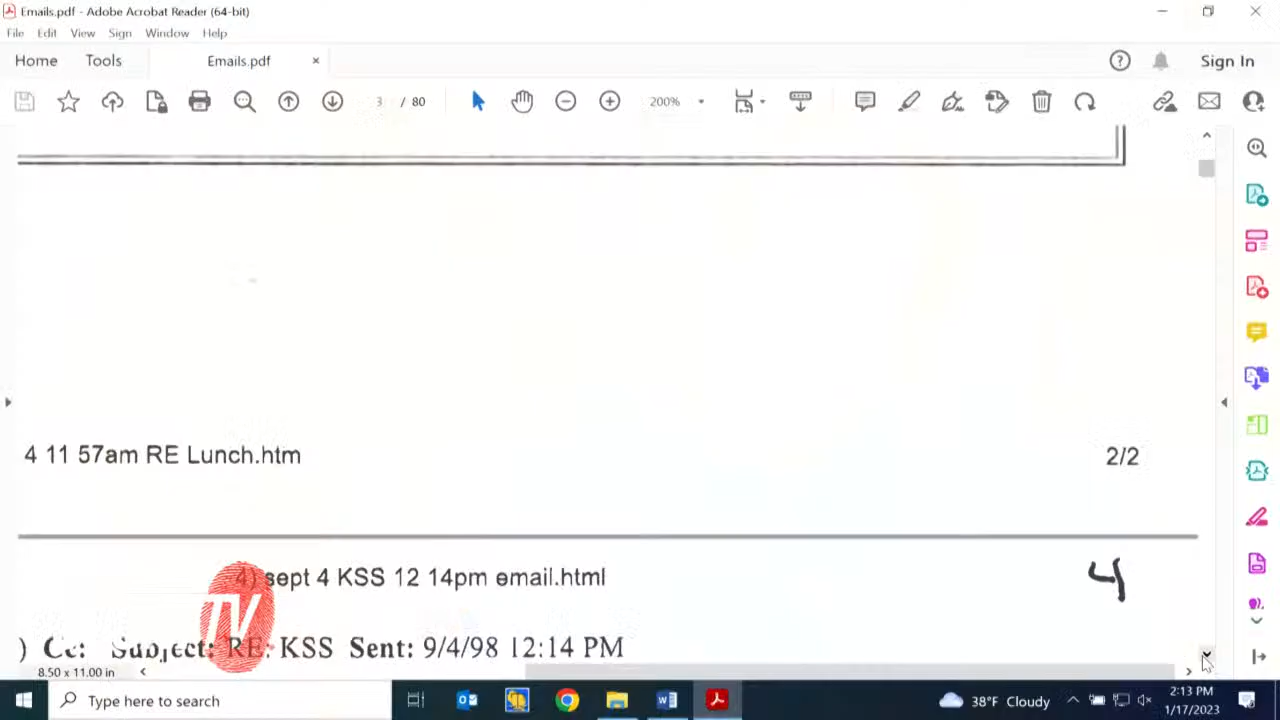 Emails.pdf - Adobe Acrobat Reader (64-bit)
File Edit View Sign Window Help
Home Tools Emails.pdf × Sign In
3 / 80 200%
4 11 57am RE Lunch.htm 2/2
4) sept 4 KSS 12 14pm email.html 4
TV
) Cc: Subject: RE: KSS Sent: 9/4/98 12:14 PM
8.50 x 11.00 in
Type here to search 38°F Cloudy 2:13 PM
1/17/2023